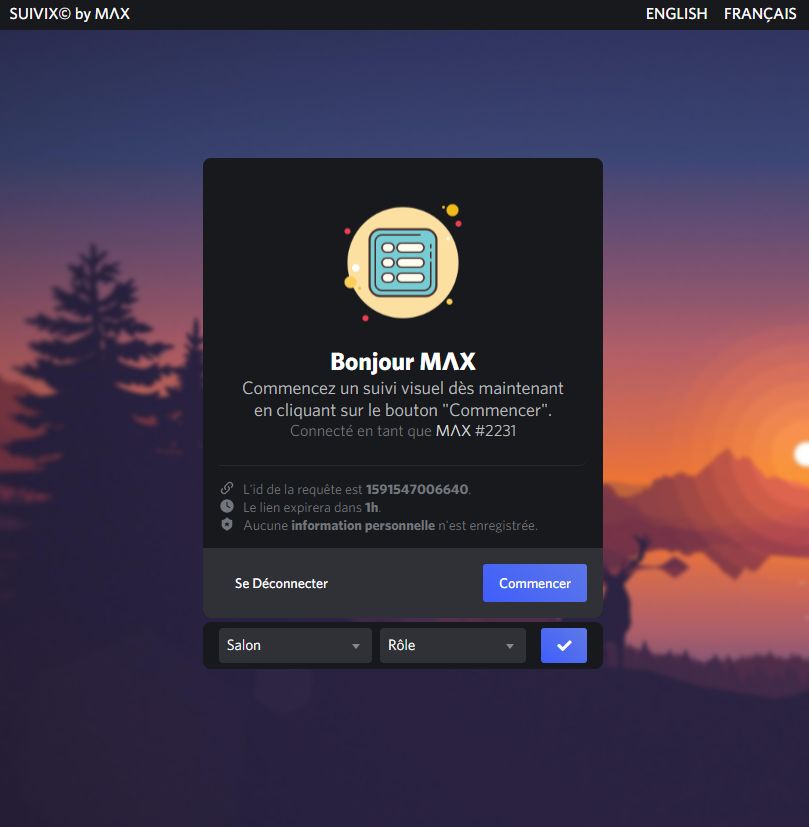 SUIVIX© by MΛX
ENGLISH FRANÇAIS
Bonjour MΛX
Commencez un suivi visuel dès maintenant
en cliquant sur le bouton "Commencer".
Connecté en tant que MΛX #2231
L'id de la requête est 1591547006640.
Le lien expirera dans 1h.
Aucune information personnelle n'est enregistrée.
Se Déconnecter
Commencer
Salon
Rôle